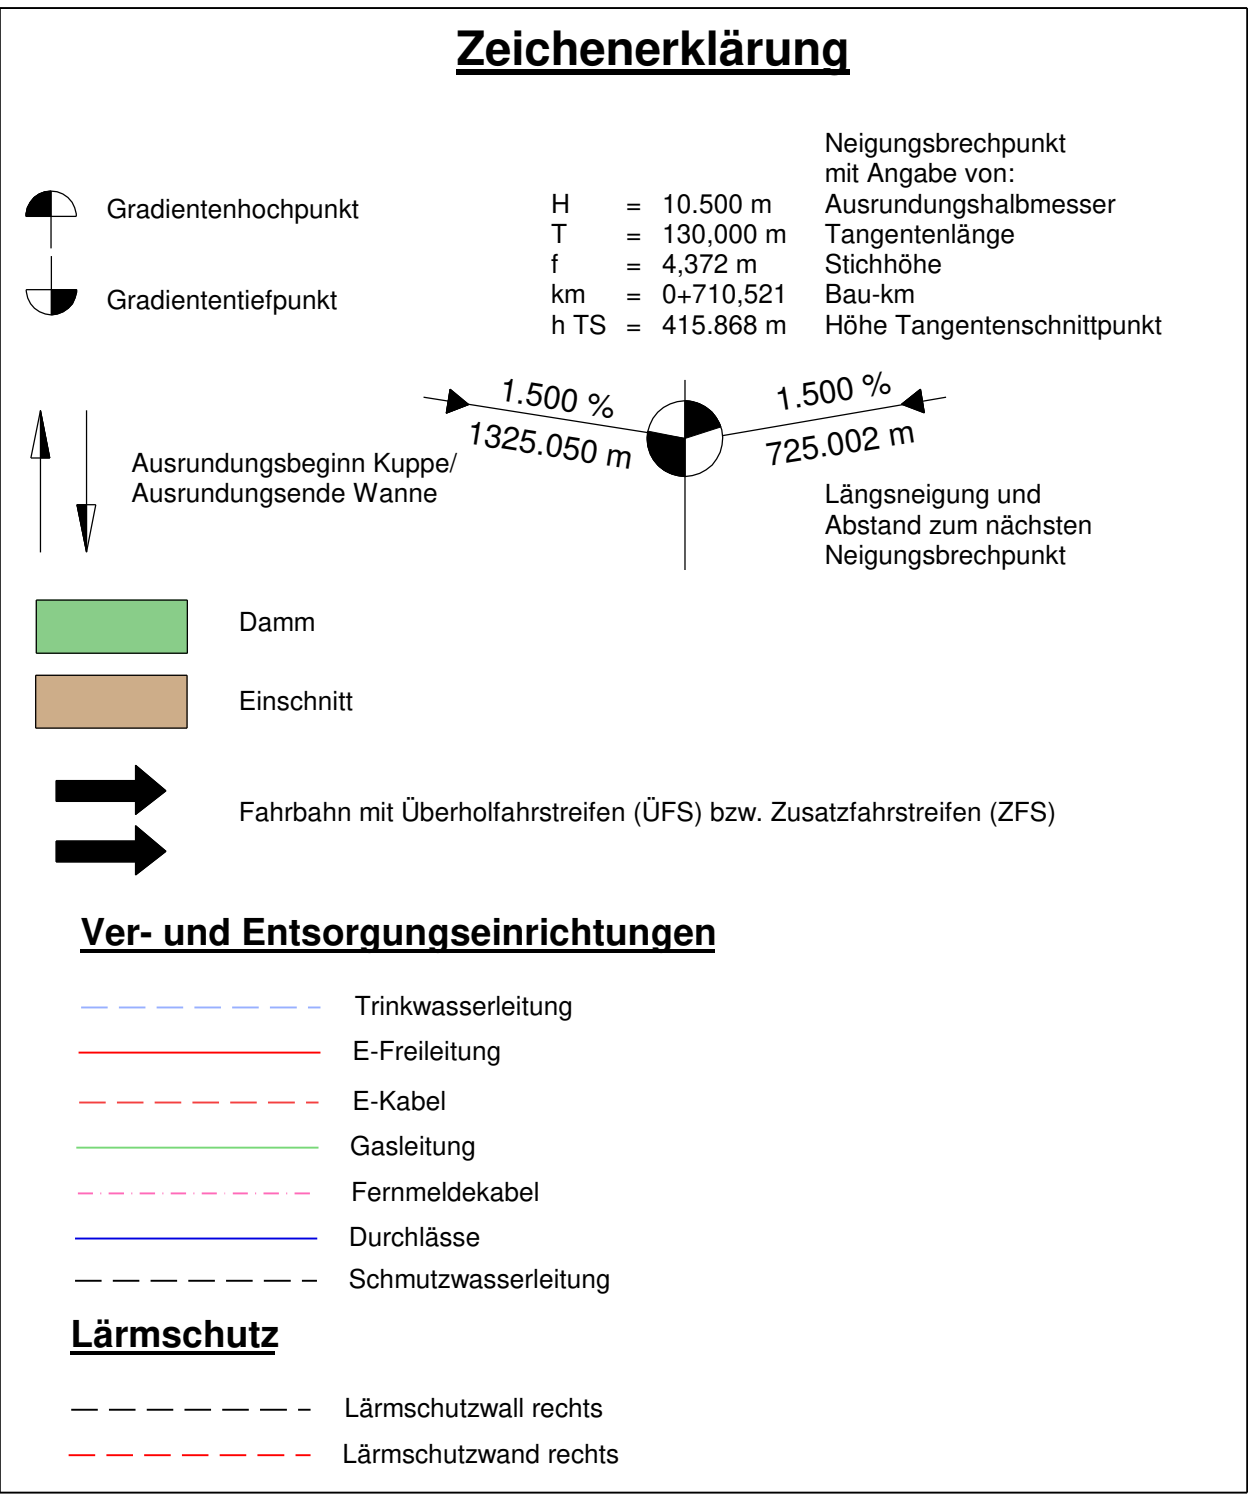 Zeichenerklärung
Gradientenhochpunkt
Gradiententiefpunkt
Neigungsbrechpunkt
mit Angabe von:
H = 10.500 m Ausrundungshalbmesser
T = 130,000 m Tangentenlänge
f = 4,372 m Stichhöhe
km = 0+710,521 Bau-km
h TS = 415.868 m Höhe Tangentenschnittpunkt
1.500 %
1325.050 m
1.500 %
725.002 m
Ausrundungsbeginn Kuppe/
Ausrundungsende Wanne
Längsneigung und
Abstand zum nächsten
Neigungsbrechpunkt
Damm
Einschnitt
Fahrbahn mit Überholfahrstreifen (ÜFS) bzw. Zusatzfahrstreifen (ZFS)
Ver- und Entsorgungseinrichtungen
Trinkwasserleitung
E-Freileitung
E-Kabel
Gasleitung
Fernmeldekabel
Durchlässe
Schmutzwasserleitung
Lärmschutz
Lärmschutzwall rechts
Lärmschutzwand rechts